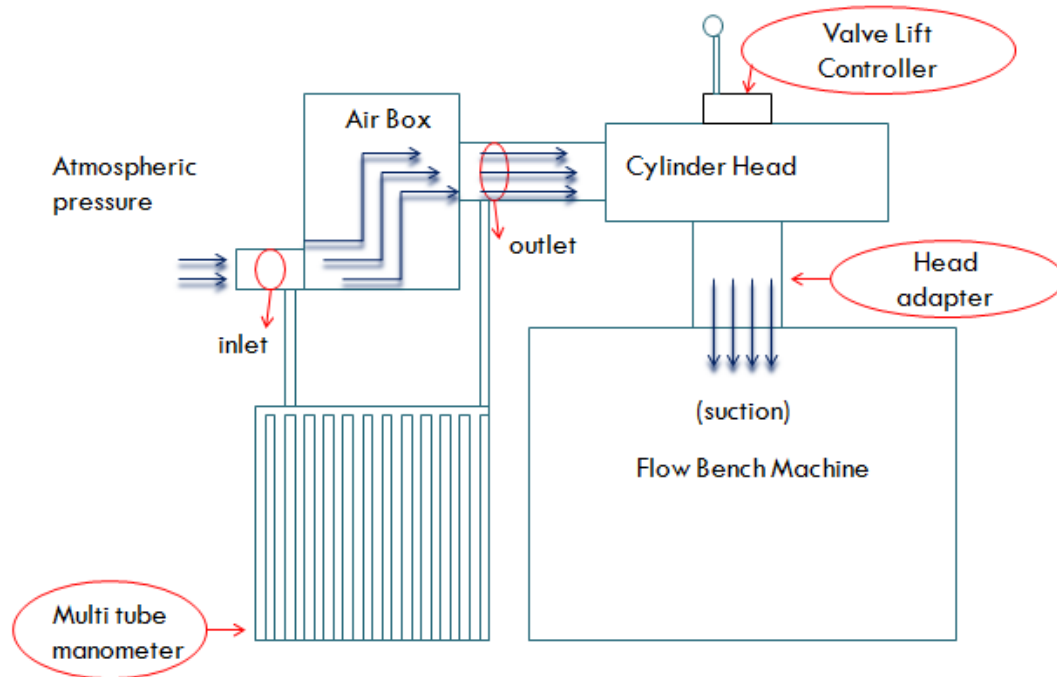 Valve Lift
Controller
Air Box
Atmospheric
pressure
Cylinder Head
outlet
Head
adapter
inlet
(suction)
Flow Bench Machine
Multi tube
manometer